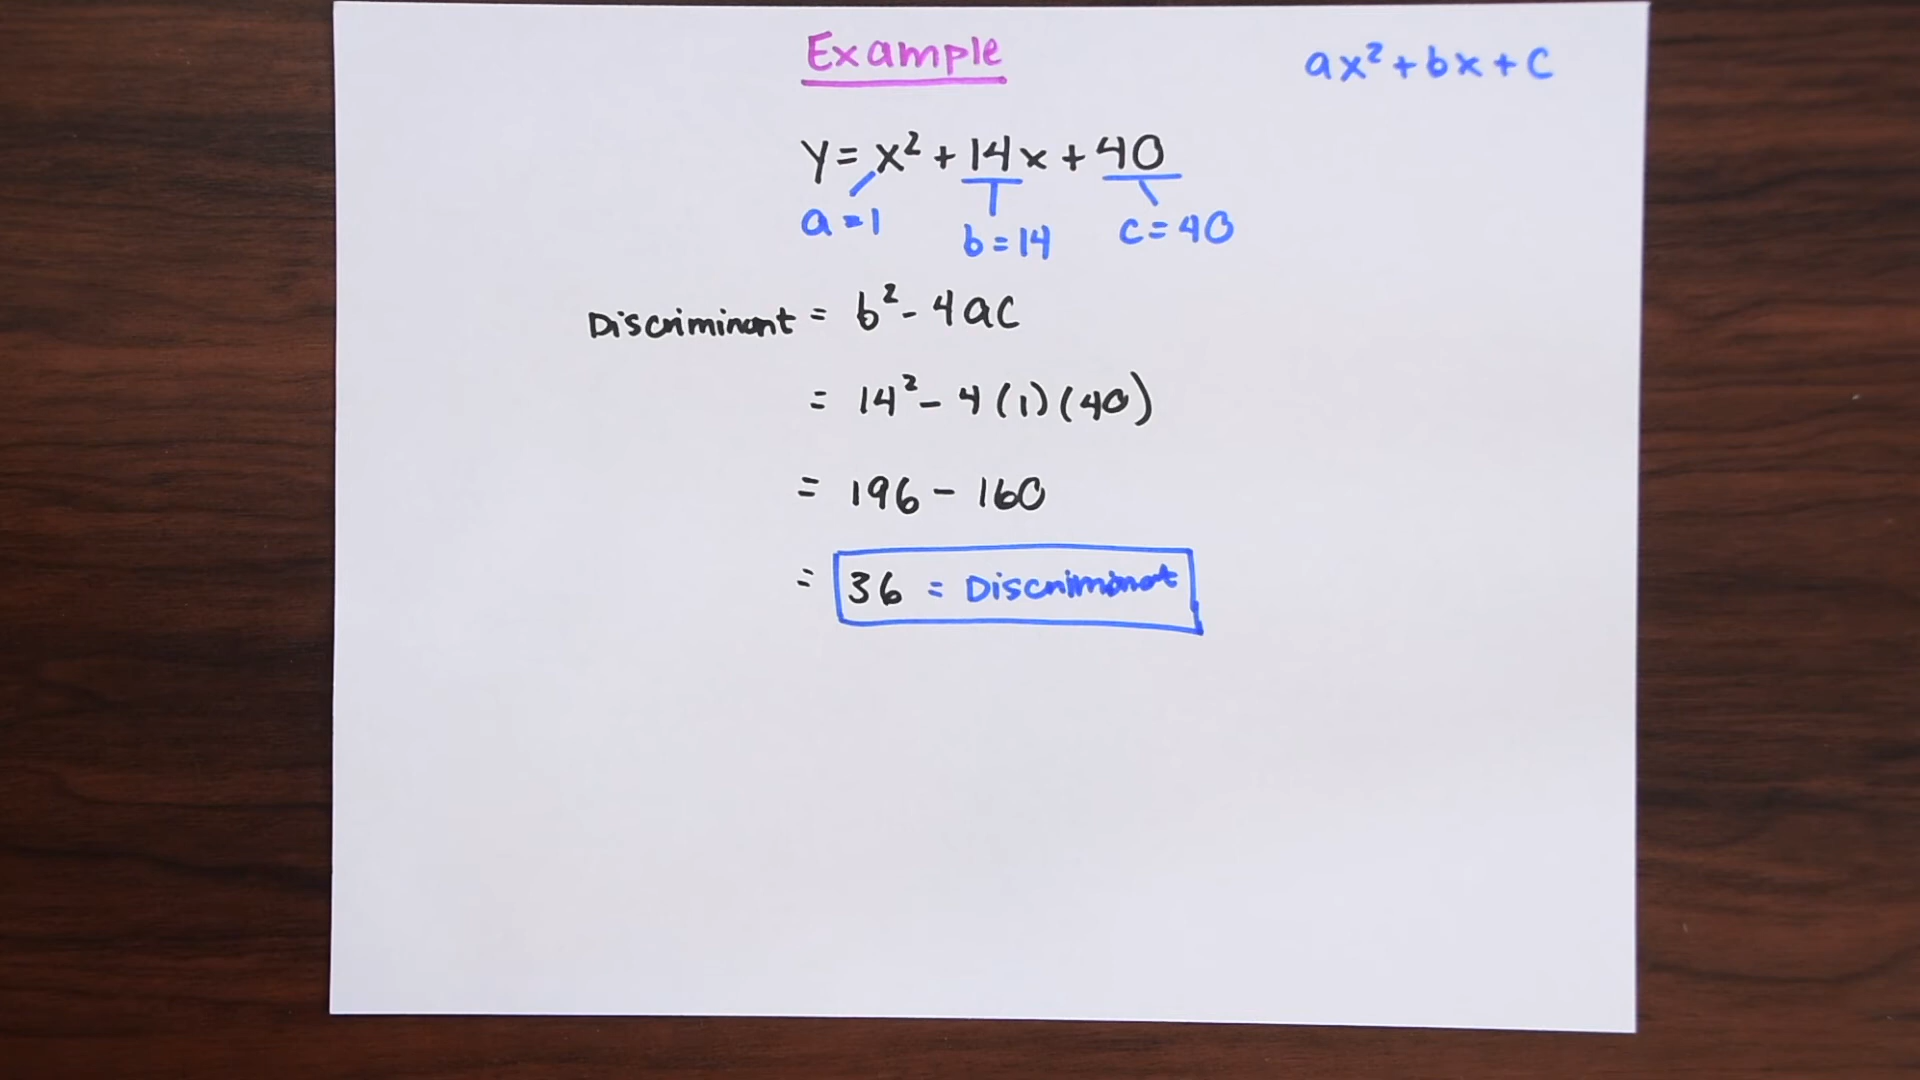 Example
ax² + bx + c
y = x² + 14x + 40
a = 1
b = 14
c = 40
Discriminant = b² - 4ac
= 14² - 4(1)(40)
= 196 - 160
= 36 = Discriminant